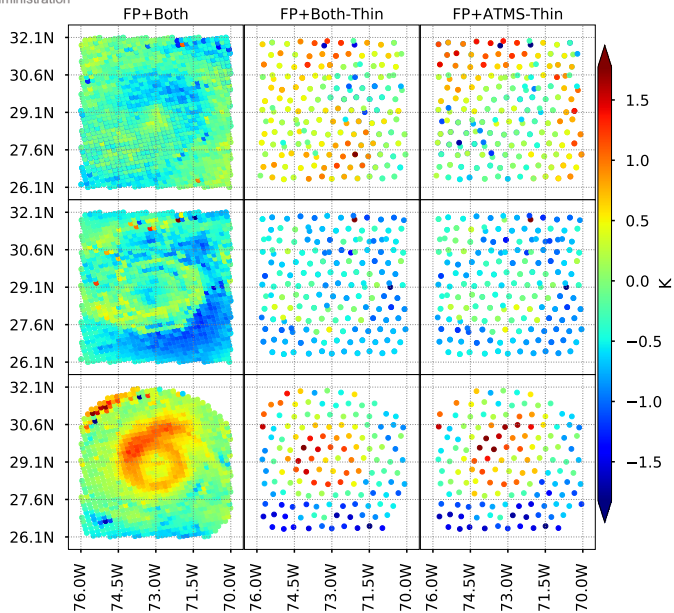 FP+Both FP+Both-Thin FP+ATMS-Thin
32.1N
30.6N
29.1N
27.6N
26.1N
32.1N
30.6N
29.1N
27.6N
26.1N
32.1N
30.6N
29.1N
27.6N
26.1N
76.0W 74.5W 73.0W 71.5W 70.0W 76.0W 74.5W 73.0W 71.5W 70.0W 76.0W 74.5W 73.0W 71.5W 70.0W
1.5
1.0
0.5
0.0
−0.5
−1.0
−1.5
K